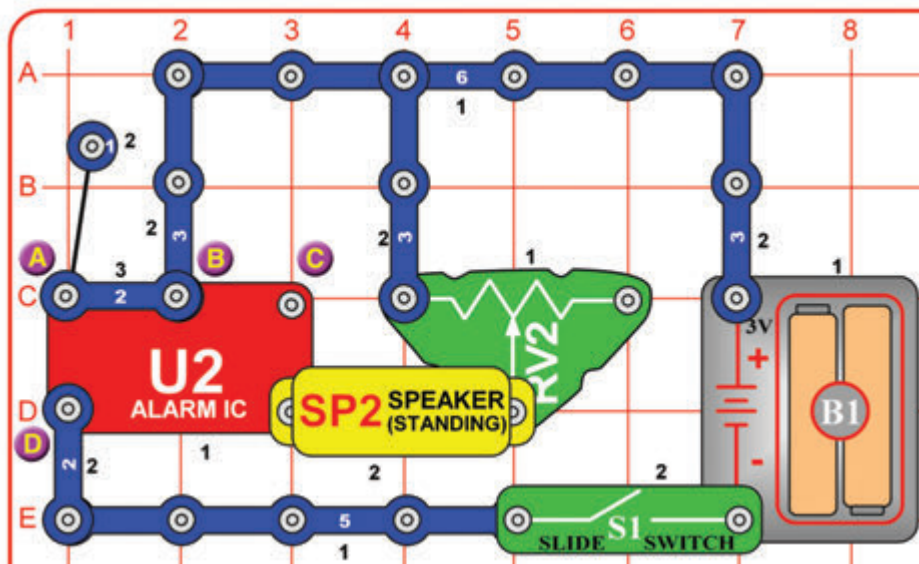 1 2 3 4 5 6 7 8
A
6
1
1 2
B
2 3
2 3
3 2
A
3
B
C
1
1
C
2
3V
+
U2
ALARM IC
RV2
D
SP2 SPEAKER
(STANDING)
B1
D
2 2
1
2
2
-
E
5
1
S1
SLIDE SWITCH